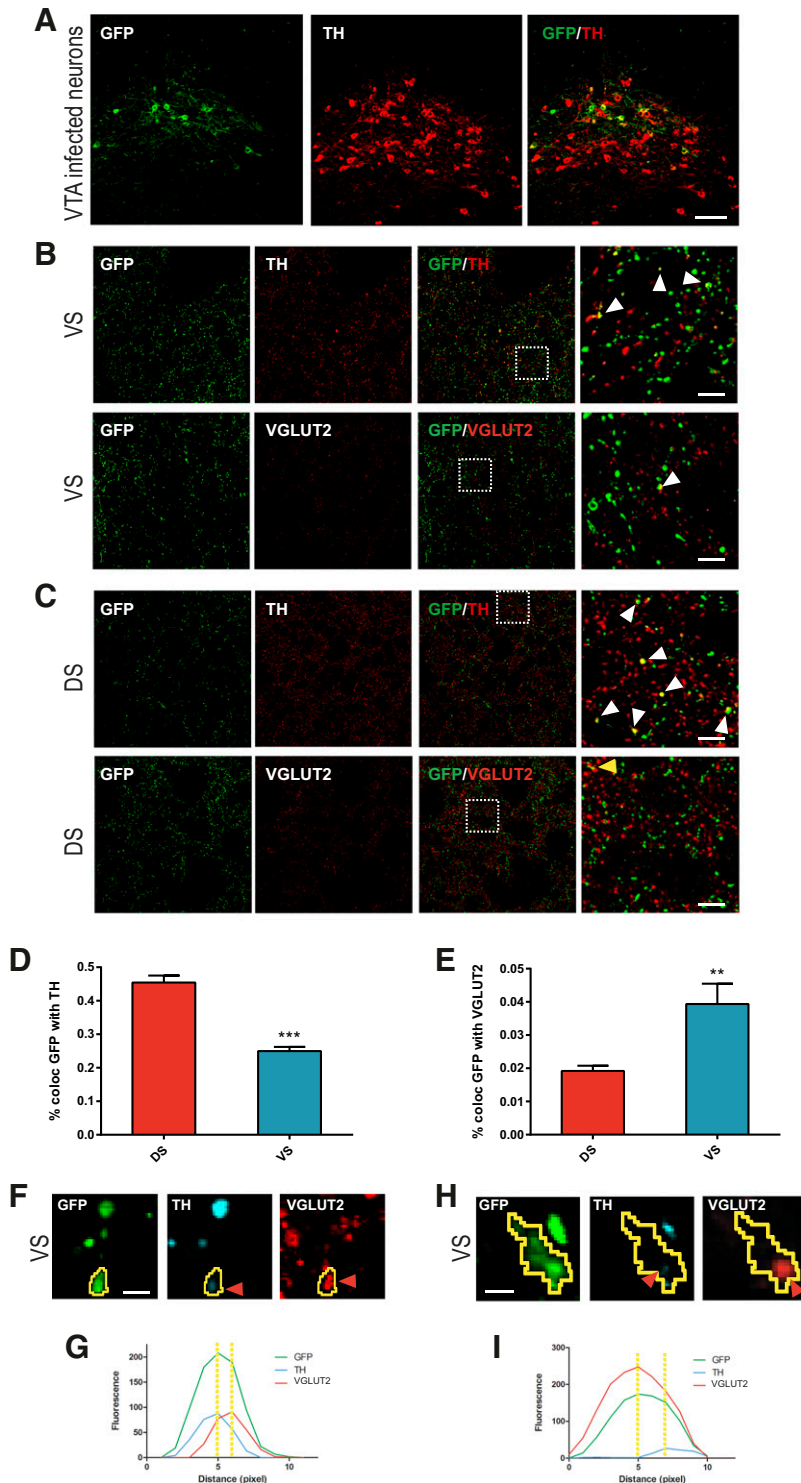 A
GFP
TH
GFP/TH
VTA infected neurons
B
GFP
TH
GFP/TH
VS
GFP
VGLUT2
GFP/VGLUT2
VS
C
GFP
TH
GFP/TH
DS
GFP
VGLUT2
GFP/VGLUT2
DS
D
% coloc GFP with TH
0.5
0.4
0.3
0.2
0.1
0.0
***
DS
VS
E
% coloc GFP with VGLUT2
0.05
0.04
0.03
0.02
0.01
0.00
**
DS
VS
F
VS
GFP
TH
VGLUT2
H
VS
GFP
TH
VGLUT2
G
Fluorescence
200
150
100
50
0
0
5
10
Distance (pixel)
GFP
TH
VGLUT2
I
Fluorescence
300
200
100
0
0
5
10
Distance (pixel)
GFP
TH
VGLUT2